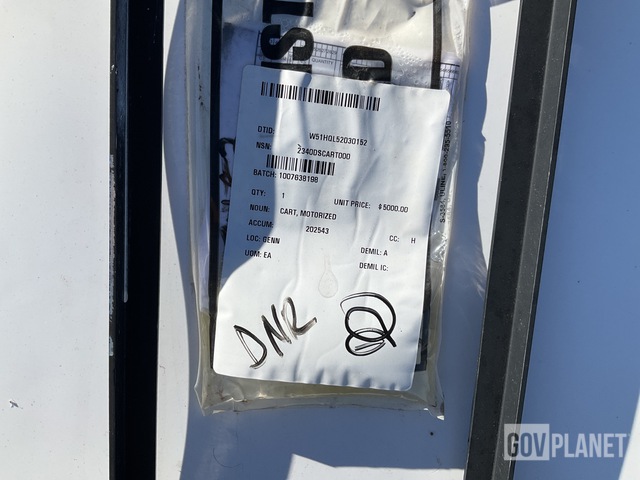 QUANTITY
DTID: W51HQL52030152
NSN: 2340DSCART000
BATCH: 1007638198
QTY: 1 UNIT PRICE: $ 5000.00
NOUN: CART, MOTORIZED
ACCUM: 202543 CC: H
LOC: BENN DEMIL: A
UOM: EA DEMIL IC:
DNR
GOVPLANET